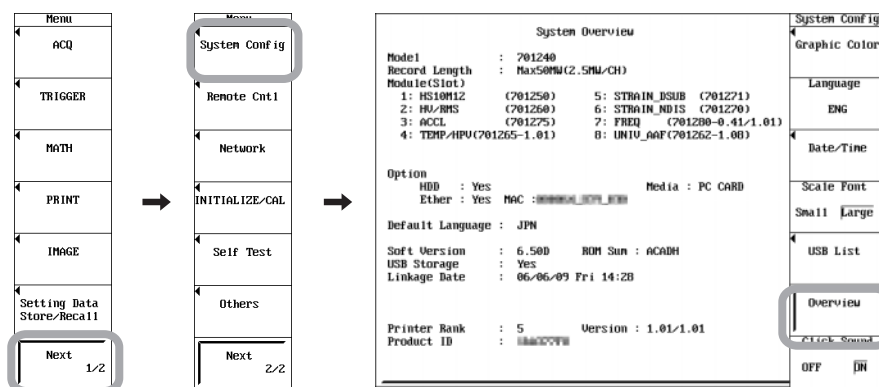 Menu
ACQ
TRIGGER
MATH
PRINT
IMAGE
Setting Data
Store/Recall
Next
1/2
Menu
System Config
Remote Cntl
Network
INITIALIZE/CAL
Self Test
Others
Next
2/2
System Overview
Model : 701240
Record Length : Max50MW(2.5MW/CH)
Module(Slot)
1: HS10M12 (701250) 5: STRAIN_DSUB (701271)
2: HV/RMS (701260) 6: STRAIN_NDIS (701270)
3: ACCL (701275) 7: FREQ (701280-0.41/1.01)
4: TEMP/HPV(701265-1.01) 8: UNIV_AAF(701262-1.08)
Option
HDD : Yes Media : PC CARD
Ether : Yes MAC :
Default Language : JPN
Soft Version : 6.50D ROM Sum : ACADH
USB Storage : Yes
Linkage Date : 06/06/09 Fri 14:28
Printer Rank : 5 Version : 1.01/1.01
Product ID :
System Config
Graphic Color
Language
ENG
Date/Time
Scale Font
Small Large
USB List
Overview
Click Sound
OFF ON